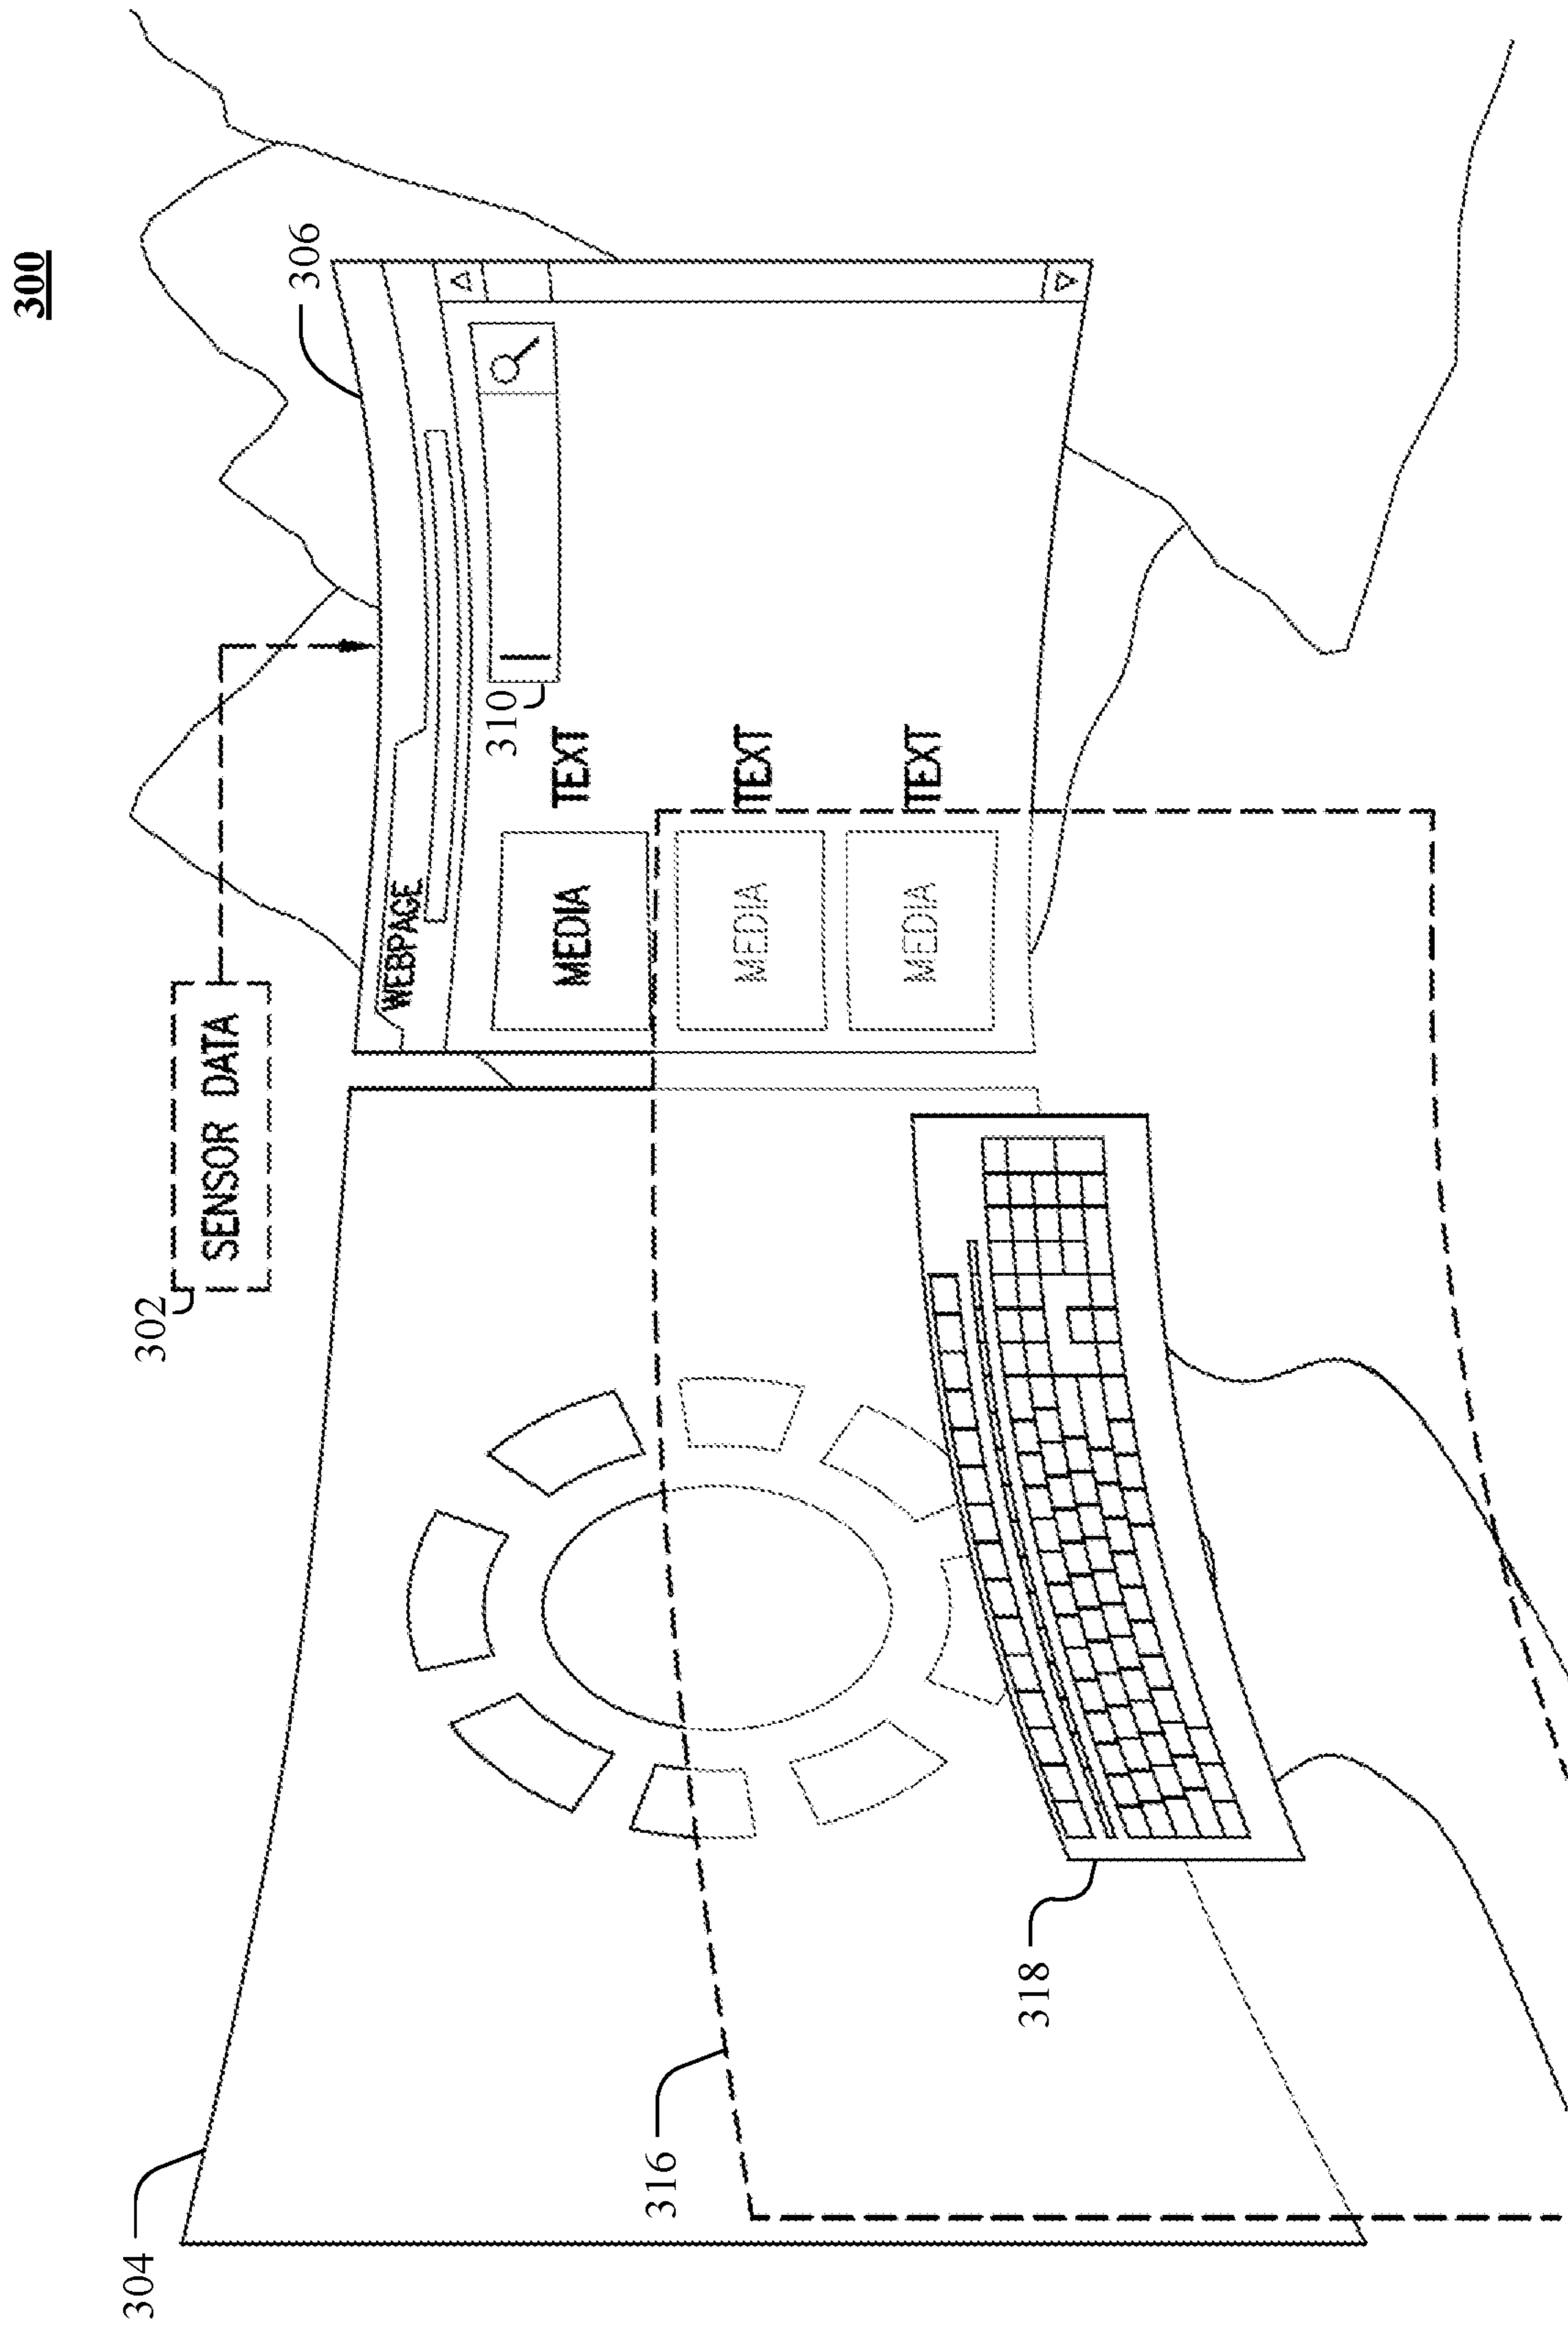 300
302
SENSOR DATA
304
306
WEBPAGE
310
MEDIA TEXT
MEDIA TEXT
MEDIA TEXT
316
318